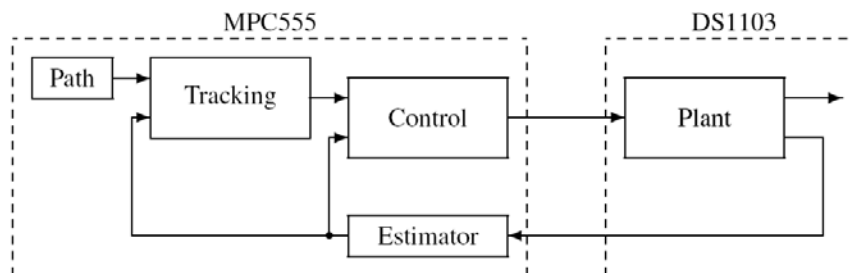 MPC555
DS1103
Path
Tracking
Control
Plant
Estimator